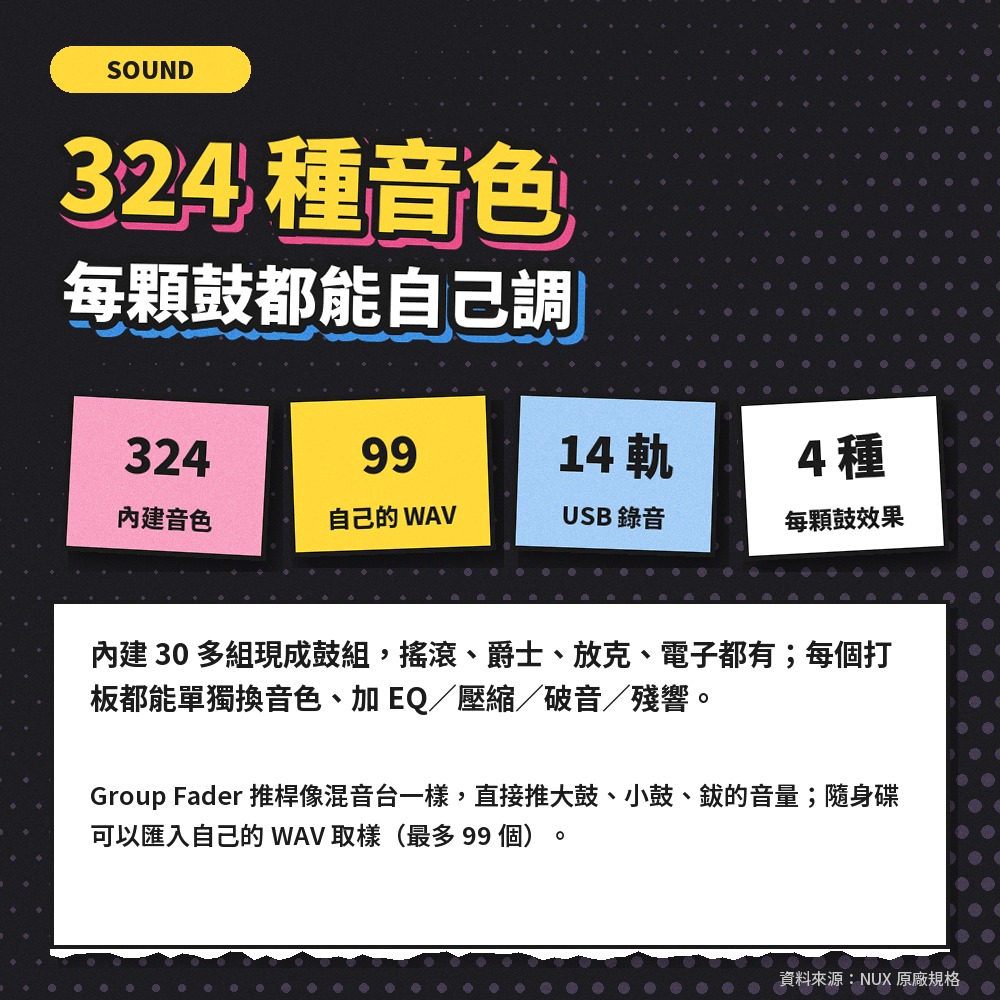 SOUND
324 種音色
每顆鼓都能自己調
324
內建音色
99
自己的 WAV
14 軌
USB 錄音
4 種
每顆鼓效果
內建 30 多組現成鼓組，搖滾、爵士、放克、電子都有；每個打
板都能單獨換音色、加 EQ／壓縮／破音／殘響。
Group Fader 推桿像混音台一樣，直接推大鼓、小鼓、鈸的音量；隨身碟
可以匯入自己的 WAV 取樣（最多 99 個）。
資料來源：NUX 原廠規格